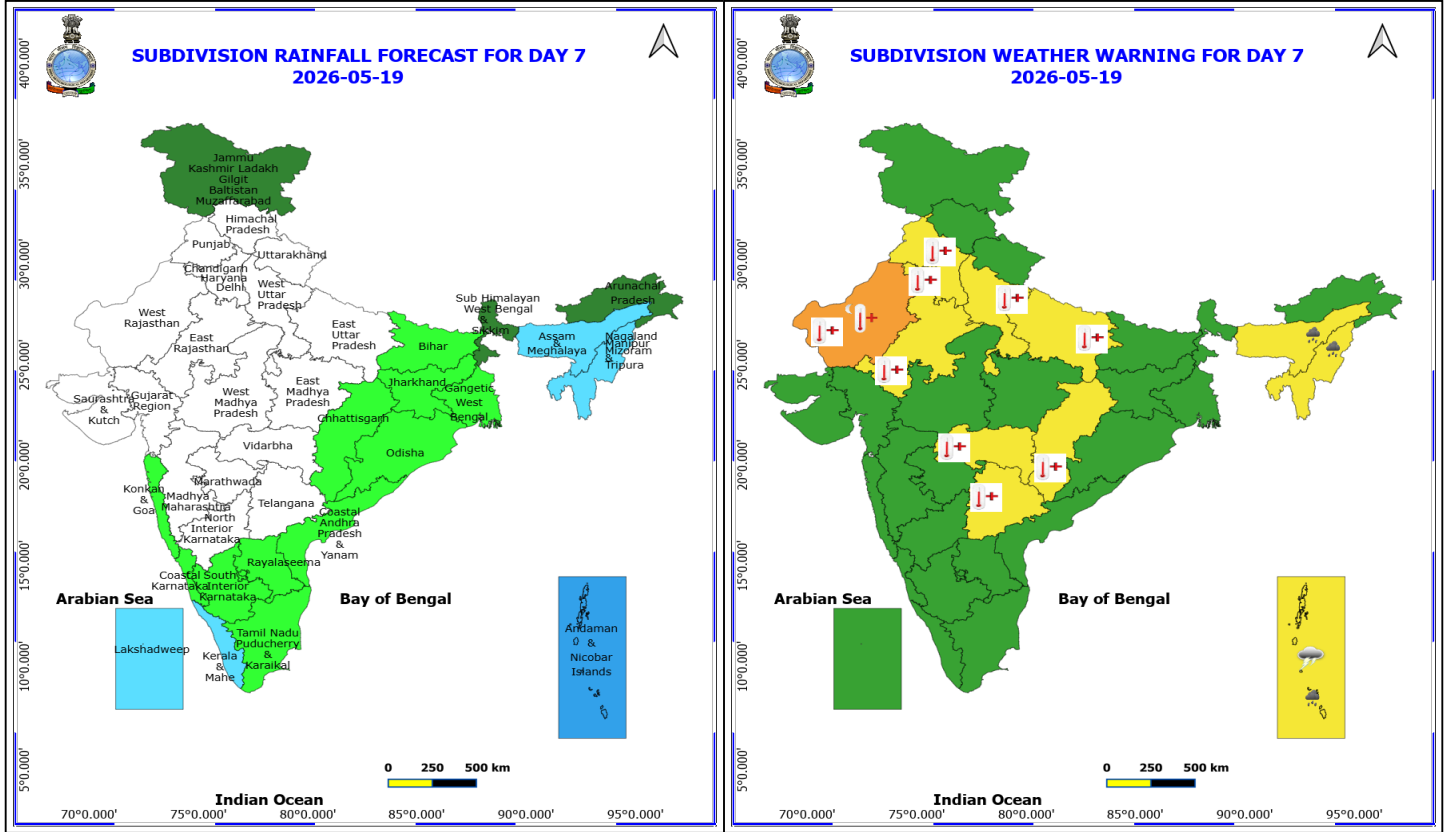 SUBDIVISION RAINFALL FORECAST FOR DAY 7
2026-05-19
40°0.000'
35°0.000'
30°0.000'
25°0.000'
20°0.000'
15°0.000'
10°0.000'
5°0.000'
Jammu
Kashmir Ladakh
Gilgit
Baltistan
Muzaffarabad
Himachal
Pradesh
Punjab
Uttarakhand
Chandigarh
Haryana
Delhi
West
Uttar
Pradesh
West
Rajasthan
East
Rajasthan
East
Uttar
Pradesh
Sub Himalayan
West Bengal
&
Sikkim
Arunachal
Pradesh
Assam
&
Meghalaya
Nagaland
Manipur
Mizoram
&
Tripura
Bihar
Jharkhand
Gangetic
West
Bengal
Saurashtra
&
Kutch
Gujarat
Region
West
Madhya
Pradesh
East
Madhya
Pradesh
Chhattisgarh
Vidarbha
Odisha
Konkan
&
Goa
Madhya
Maharashtra
Marathwada
Telangana
North
Interior
Karnataka
Coastal
Andhra
Pradesh
&
Yanam
Rayalaseema
Coastal
Karnataka
South
Interior
Karnataka
Tamil Nadu
Puducherry
&
Karaikal
Kerala
&
Mahe
Lakshadweep
Andaman
&
Nicobar
Islands
Arabian Sea
Bay of Bengal
0 250 500 km
Indian Ocean
70°0.000' 75°0.000' 80°0.000' 85°0.000' 90°0.000' 95°0.000'
SUBDIVISION WEATHER WARNING FOR DAY 7
2026-05-19
40°0.000'
35°0.000'
30°0.000'
25°0.000'
20°0.000'
15°0.000'
10°0.000'
5°0.000'
Arabian Sea
Bay of Bengal
0 250 500 km
Indian Ocean
70°0.000' 75°0.000' 80°0.000' 85°0.000' 90°0.000' 95°0.000'